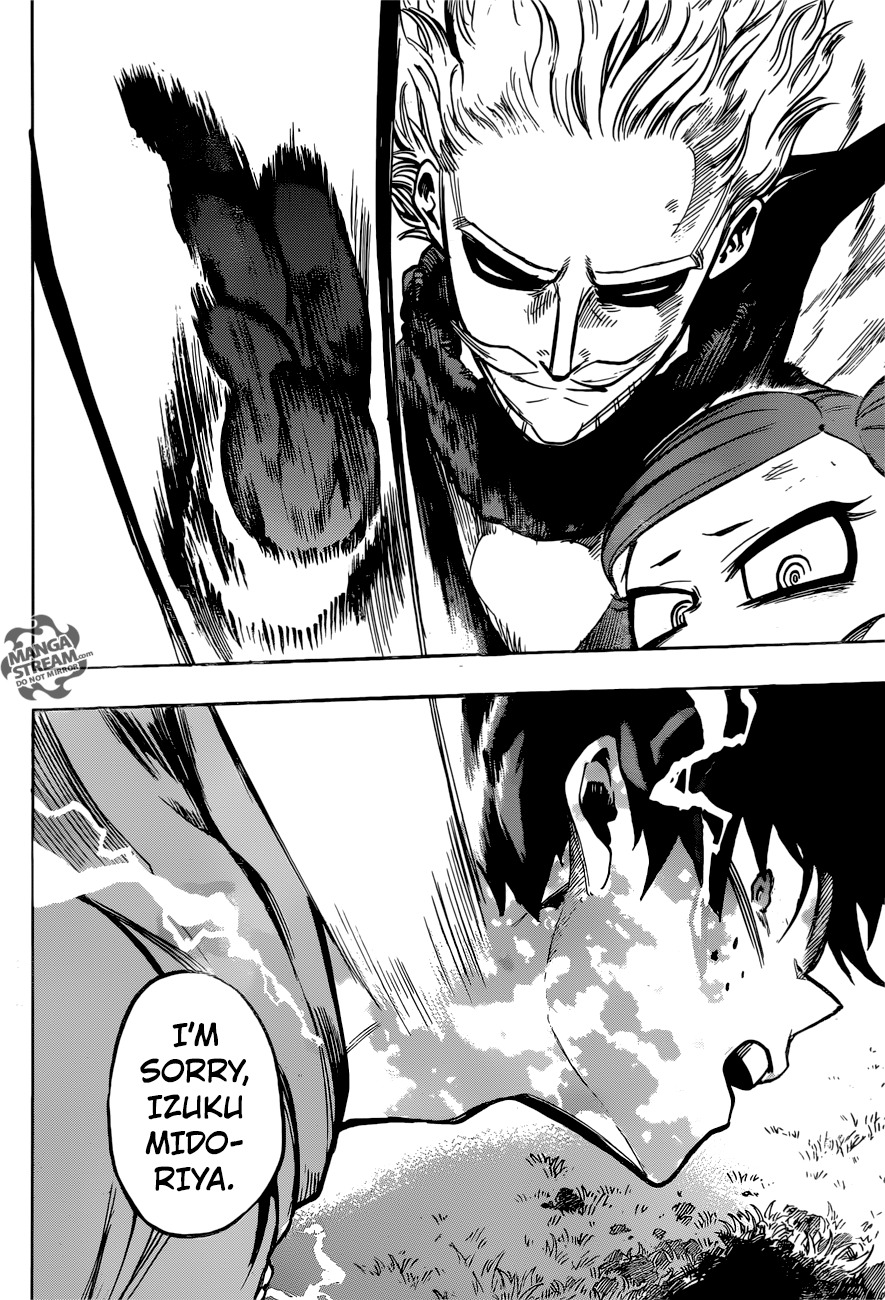 MANGA
STREAM.com
DO NOT MIRROR
I'M
SORRY,
IZUKU
MIDO-
RIYA.